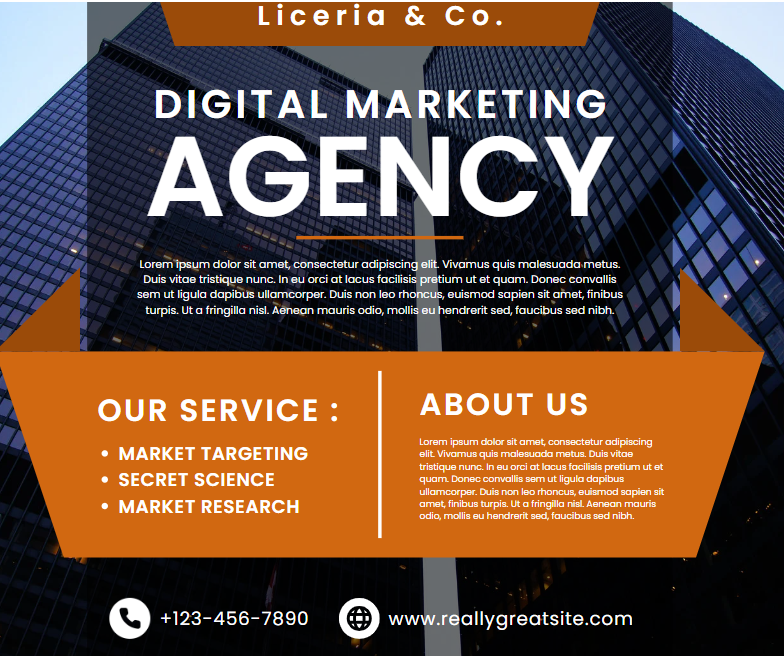 Liceria & Co.
DIGITAL MARKETING
AGENCY
Lorem ipsum dolor sit amet, consectetur adipiscing elit. Vivamus quis malesuada metus.
Duis vitae tristique nunc. In eu orci at lacus facilisis pretium ut et quam. Donec convallis
sem ut ligula dapibus ullamcorper. Duis non leo rhoncus, euismod sapien sit amet, finibus
turpis. Ut a fringilla nisl. Aenean mauris odio, mollis eu hendrerit sed, faucibus sed nibh.
OUR SERVICE :
• MARKET TARGETING
• SECRET SCIENCE
• MARKET RESEARCH
ABOUT US
Lorem ipsum dolor sit amet, consectetur adipiscing
elit. Vivamus quis malesuada metus. Duis vitae
tristique nunc. In eu orci at lacus facilisis pretium ut et
quam. Donec convallis sem ut ligula dapibus
ullamcorper. Duis non leo rhoncus, euismod sapien sit
amet, finibus turpis. Ut a fringilla nisl. Aenean mauris
odio, mollis eu hendrerit sed, faucibus sed nibh.
+123-456-7890
www.reallygreatsite.com